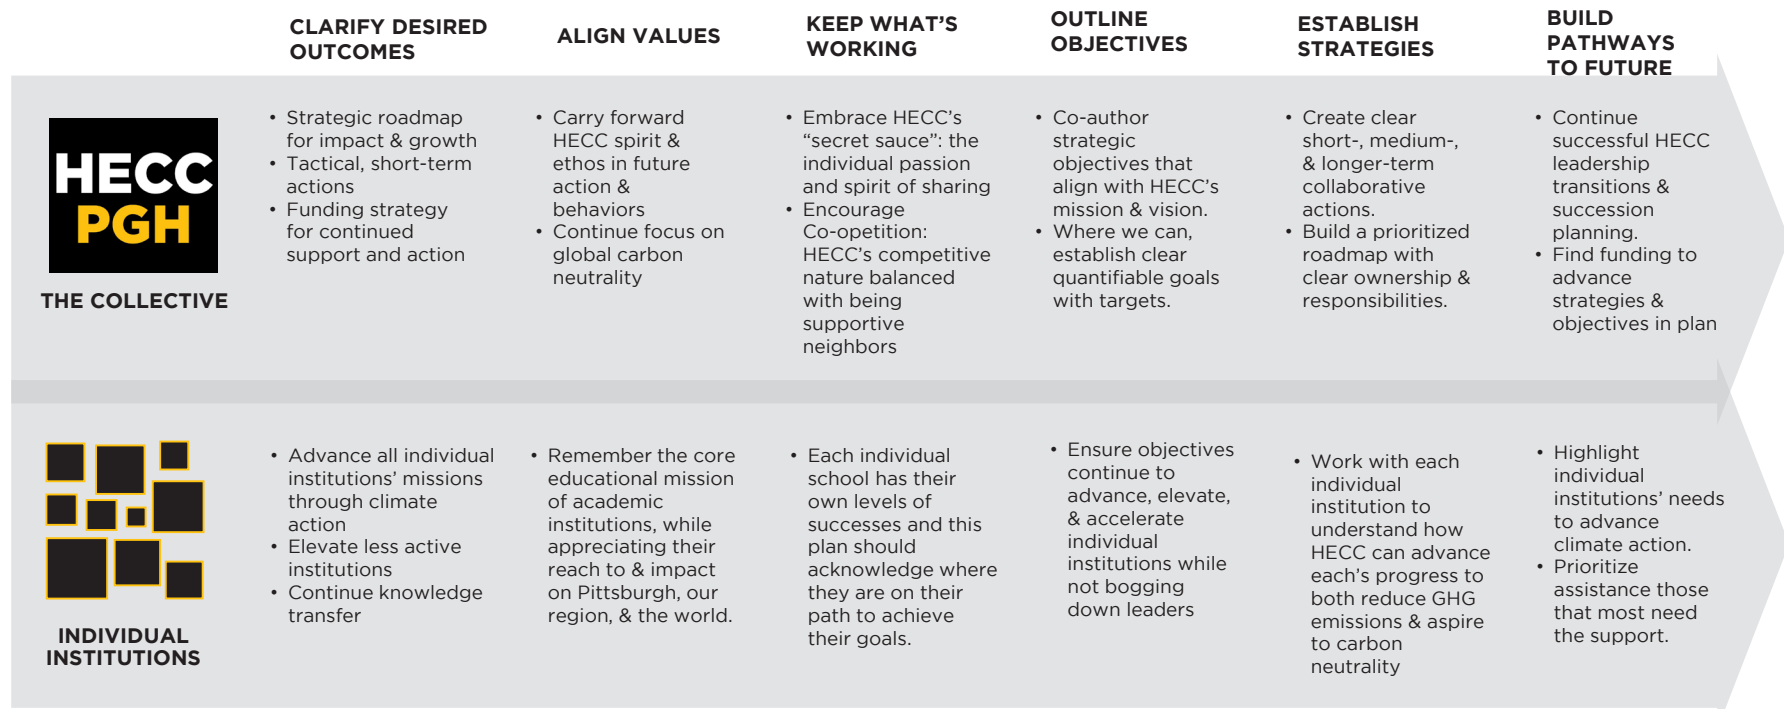 CLARIFY DESIRED
OUTCOMES
ALIGN VALUES
KEEP WHAT'S
WORKING
OUTLINE
OBJECTIVES
ESTABLISH
STRATEGIES
BUILD
PATHWAYS
TO FUTURE
HECC
PGH
THE COLLECTIVE
• Strategic roadmap
for impact & growth
• Tactical, short-term
actions
• Funding strategy
for continued
support and action
• Carry forward
HECC spirit &
ethos in future
action &
behaviors
• Continue focus on
global carbon
neutrality
• Embrace HECC's
“secret sauce”: the
individual passion
and spirit of sharing
• Encourage
Co-opetition:
HECC's competitive
nature balanced
with being
supportive
neighbors
• Co-author
strategic
objectives that
align with HECC's
mission & vision.
• Where we can,
establish clear
quantifiable goals
with targets.
• Create clear
short-, medium-,
& longer-term
collaborative
actions.
• Build a prioritized
roadmap with
clear ownership &
responsibilities.
• Continue
successful HECC
leadership
transitions &
succession
planning.
• Find funding to
advance
strategies &
objectives in plan
INDIVIDUAL
INSTITUTIONS
• Advance all individual
institutions' missions
through climate
action
• Elevate less active
institutions
• Continue knowledge
transfer
• Remember the core
educational mission
of academic
institutions, while
appreciating their
reach to & impact
on Pittsburgh, our
region, & the world.
• Each individual
school has their
own levels of
successes and this
plan should
acknowledge where
they are on their
path to achieve
their goals.
• Ensure objectives
continue to
advance, elevate,
& accelerate
individual
institutions while
not bogging
down leaders
• Work with each
individual
institution to
understand how
HECC can advance
each's progress to
both reduce GHG
emissions & aspire
to carbon
neutrality
• Highlight
individual
institutions' needs
to advance
climate action.
• Prioritize
assistance those
that most need
the support.